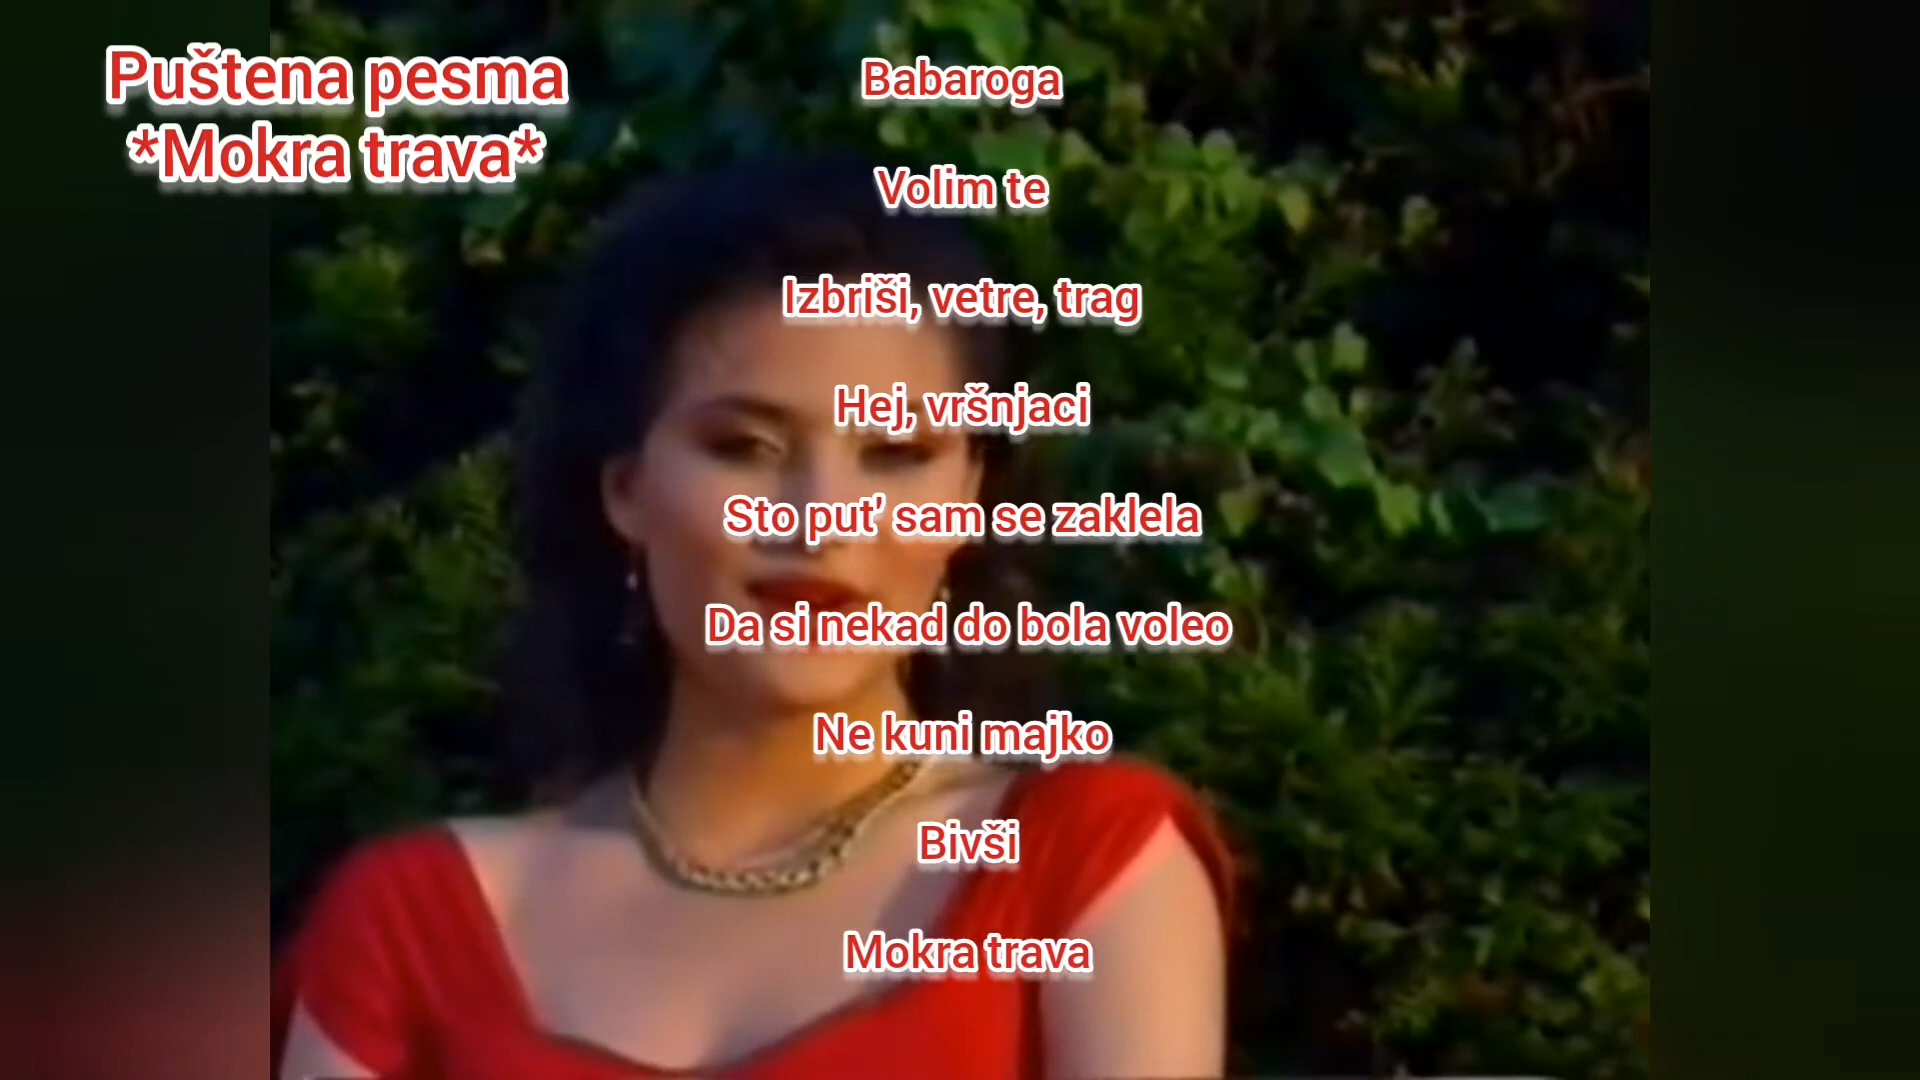 Puštena pesma
*Mokra trava*
Babaroga
Volim te
Izbriši, vetre, trag
Hej, vršnjaci
Sto put' sam se zaklela
Da si nekad do bola voleo
Ne kuni majko
Bivši
Mokra trava